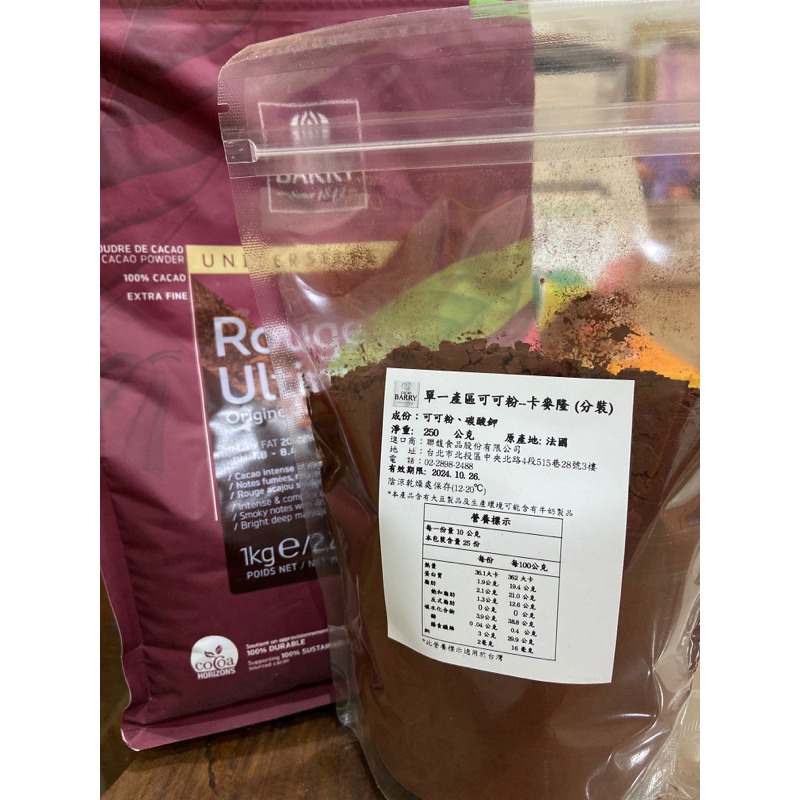 BARRY
OUDRE DE CACAO
CACAO POWDER
100% CACAO
EXTRA FINE
Rouge
Origine
FAT 20-
/ Cacao intense
/ Notes fumées,
/ Rouge acajou
/ Intense &
/ Smoky notes
/ Bright deep
1kg e
POIDS NET /
cocoa
HORIZONS
Soutient un approvisionnement
100% DURABLE
Supporting 100%
sourced cacao
CACAO
BARRY
單一產區可可粉--卡麥隆 (分裝)
成份：可可粉、碳酸鉀
淨重: 250 公克 原產地: 法國
進口商：聯馥食品股份有限公司
地 址：台北市北投區中央北路4段515巷28號3樓
電 話：02-2898-2488
有效期限: 2024. 10. 26.
陰涼乾燥處保存(12-20℃)
*本產品含有大豆製品及生產環境可能含有牛奶製品
營養標示
每一份量 10 公克
本包裝含量 25 份
每份 每100公克
熱量 36.1大卡 362 大卡
蛋白質 1.9公克 19.4 公克
脂肪 2.1公克 21.0 公克
飽和脂肪 1.3公克 12.6 公克
反式脂肪 0公克 0 公克
碳水化合物 3.9公克 38.8 公克
糖 0.04 公克 0.4 公克
膳食纖維 3 公克 29.9 公克
鈉 2毫克 16 毫克
*此營養標示適用於台灣